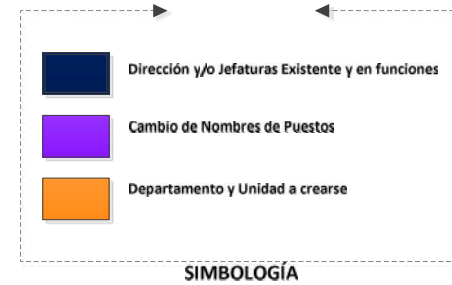 Dirección y/o Jefaturas Existente y en funciones
Cambio de Nombres de Puestos
Departamento y Unidad a crearse
SIMBOLOGÍA